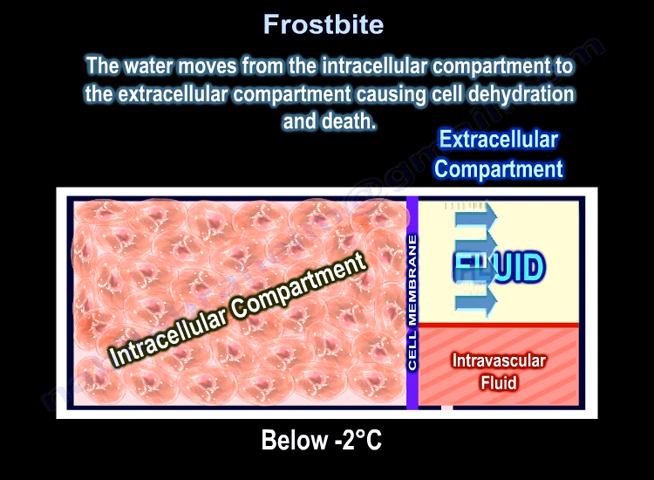 Frostbite
The water moves from the intracellular compartment to
the extracellular compartment causing cell dehydration
and death.
Extracellular
Compartment
Intracellular Compartment
CELL MEMBRANE
FLUID
Intravascular
Fluid
Below -2°C